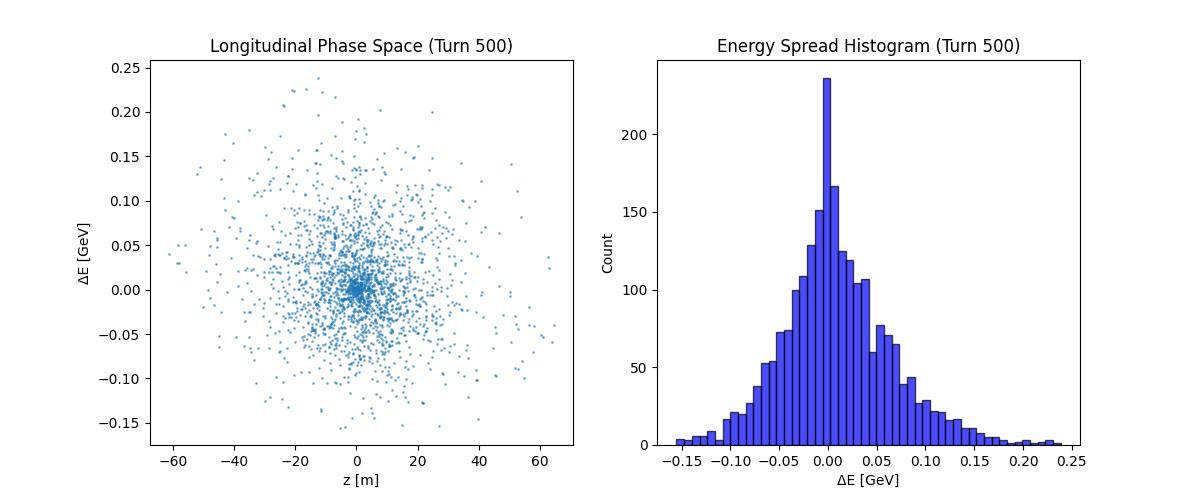 Longitudinal Phase Space (Turn 500)
0.25
0.20
0.15
0.10
0.05
0.00
−0.05
−0.10
−0.15
ΔE [GeV]
−60 −40 −20 0 20 40 60
z [m]
Energy Spread Histogram (Turn 500)
200
150
100
50
0
Count
−0.15 −0.10 −0.05 0.00 0.05 0.10 0.15 0.20 0.25
ΔE [GeV]